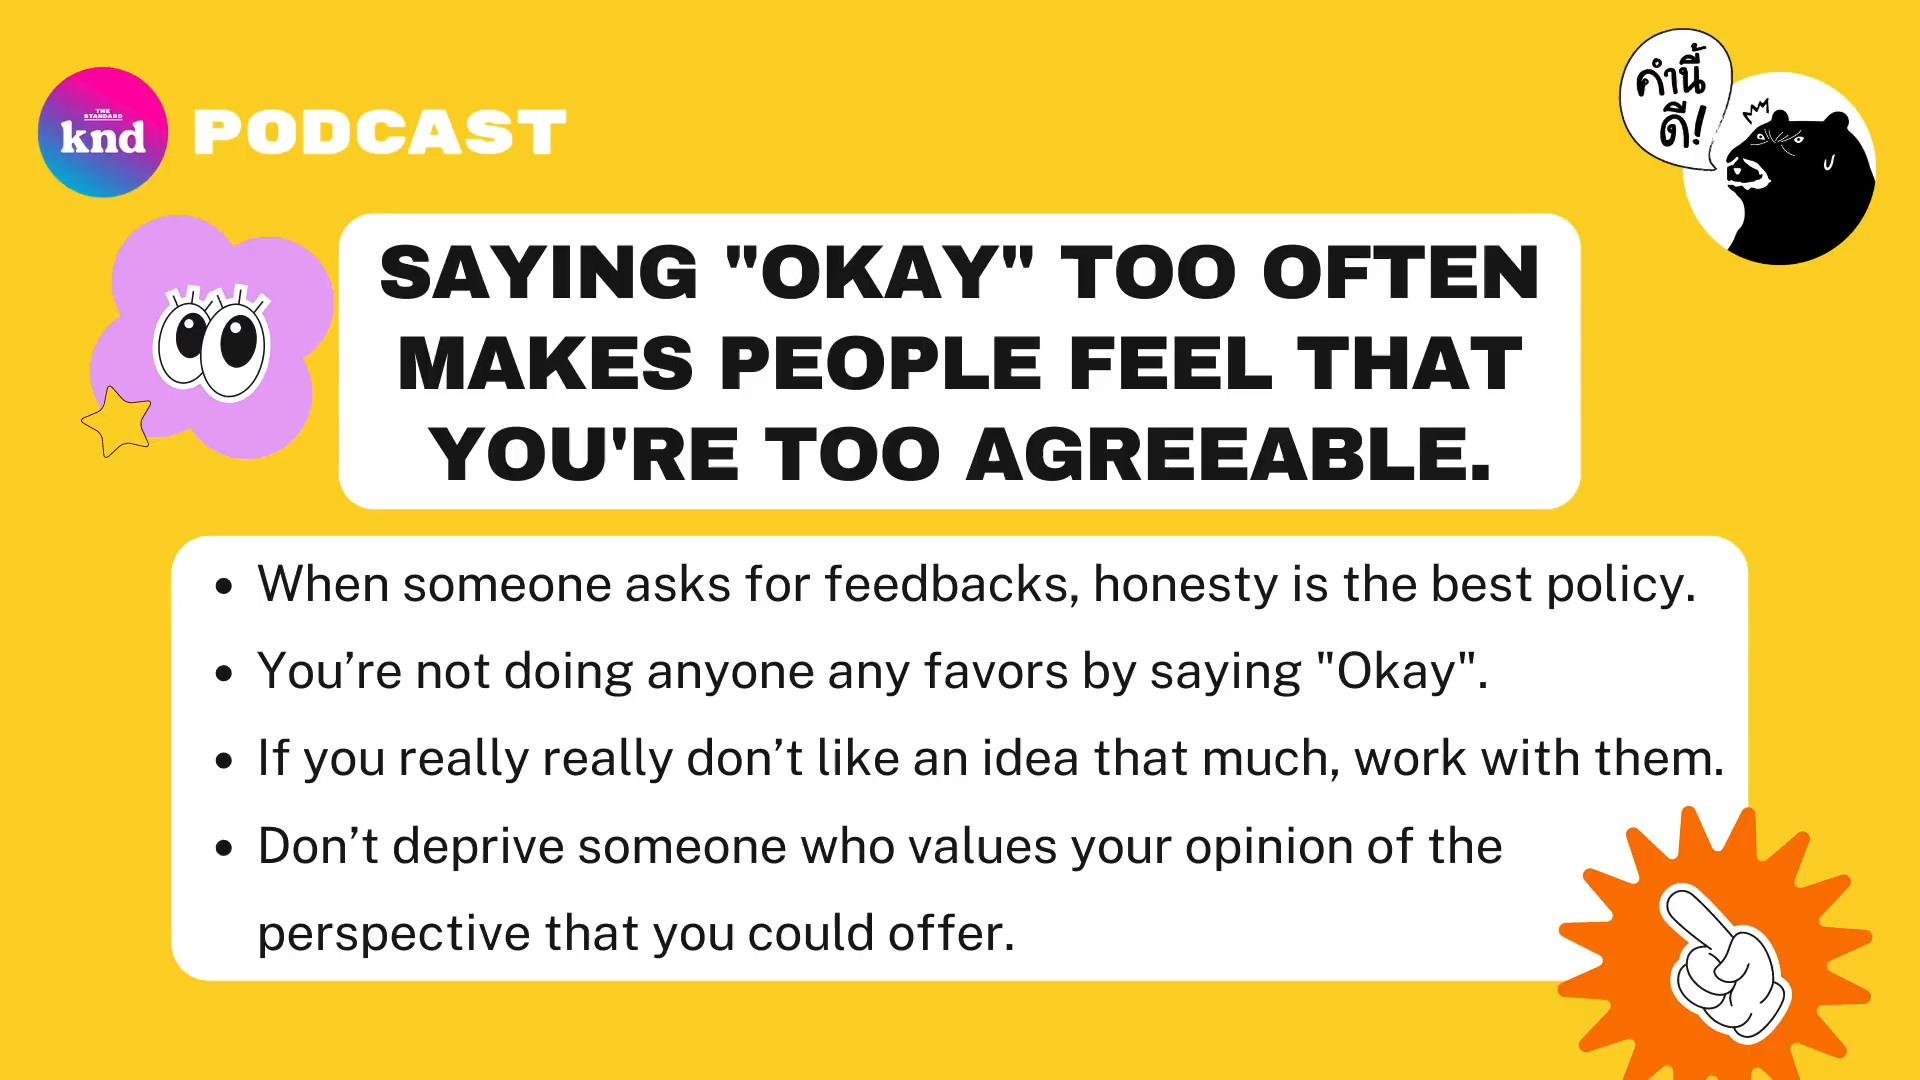 THE
STANDARD
knd
PODCAST
คำนี้
ดี!
SAYING "OKAY" TOO OFTEN
MAKES PEOPLE FEEL THAT
YOU'RE TOO AGREEABLE.
• When someone asks for feedbacks, honesty is the best policy.
• You’re not doing anyone any favors by saying "Okay".
• If you really really don’t like an idea that much, work with them.
• Don’t deprive someone who values your opinion of the
perspective that you could offer.